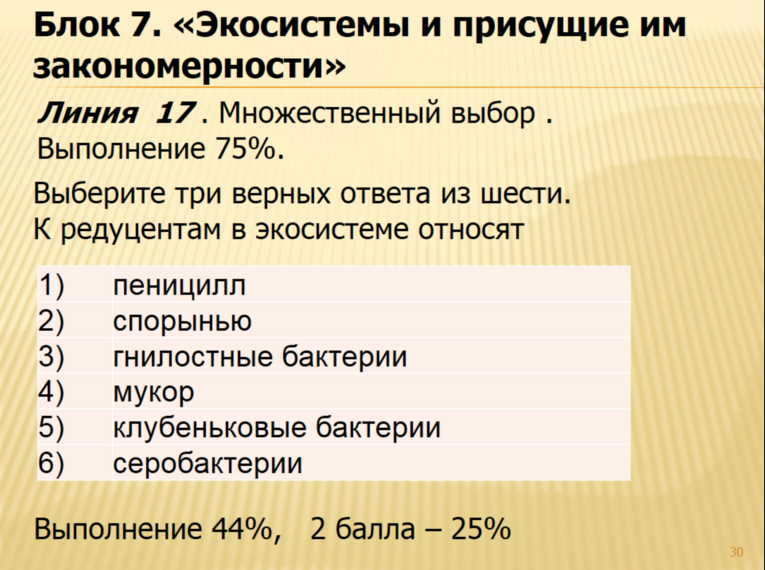 Блок 7. «Экосистемы и присущие им
закономерности»
Линия 17 . Множественный выбор .
Выполнение 75%.
Выберите три верных ответа из шести.
К редуцентам в экосистеме относят
1) пеницилл
2) спорынью
3) гнилостные бактерии
4) мукор
5) клубеньковые бактерии
6) серобактерии
Выполнение 44%, 2 балла – 25%
30